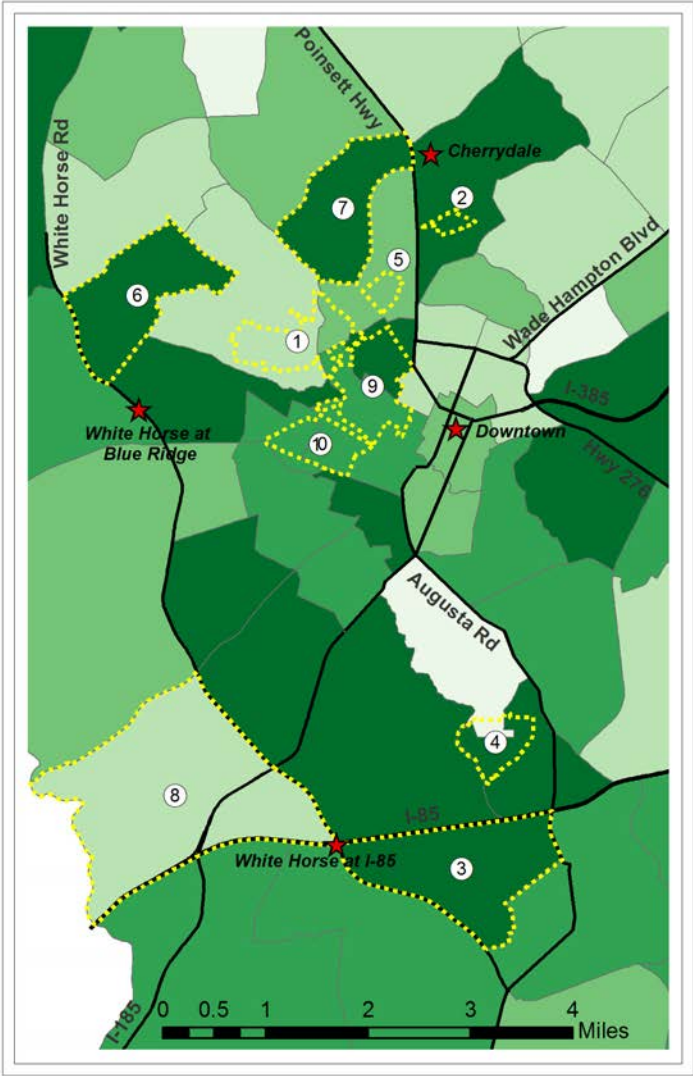 Poinsett Hwy
White Horse Rd
Cherrydale
2
7
5
6
Wade Hampton Blvd
1
9
I-385
White Horse at
Blue Ridge
10
Downtown
Hwy 276
Augusta Rd
4
8
I-85
White Horse at I-85
3
I-185
0 0.5 1 2 3 4
Miles